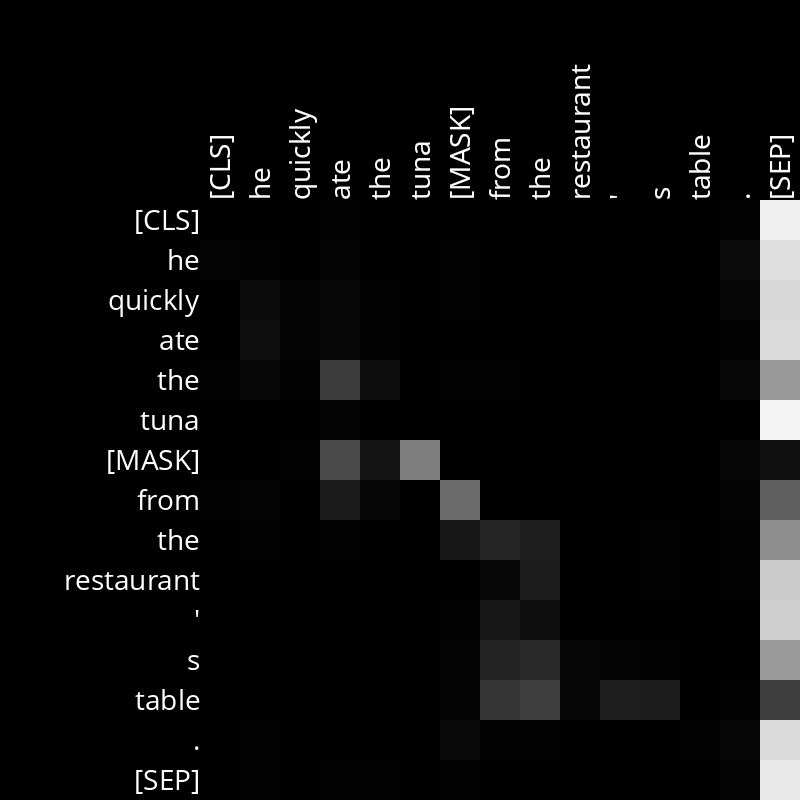 [CLS]
he
quickly
ate
the
tuna
[MASK]
from
the
restaurant
'
s
table
.
[SEP]
[CLS]
he
quickly
ate
the
tuna
[MASK]
from
the
restaurant
'
s
table
.
[SEP]